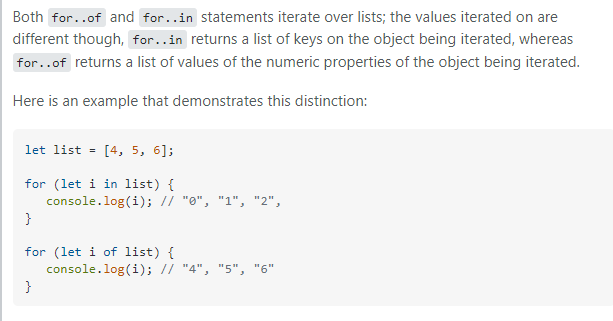 Both for..of and for..in statements iterate over lists; the values iterated on are
different though, for..in returns a list of keys on the object being iterated, whereas
for..of returns a list of values of the numeric properties of the object being iterated.
Here is an example that demonstrates this distinction:
let list = [4, 5, 6];
for (let i in list) {
   console.log(i); // "0", "1", "2",
}
for (let i of list) {
   console.log(i); // "4", "5", "6"
}